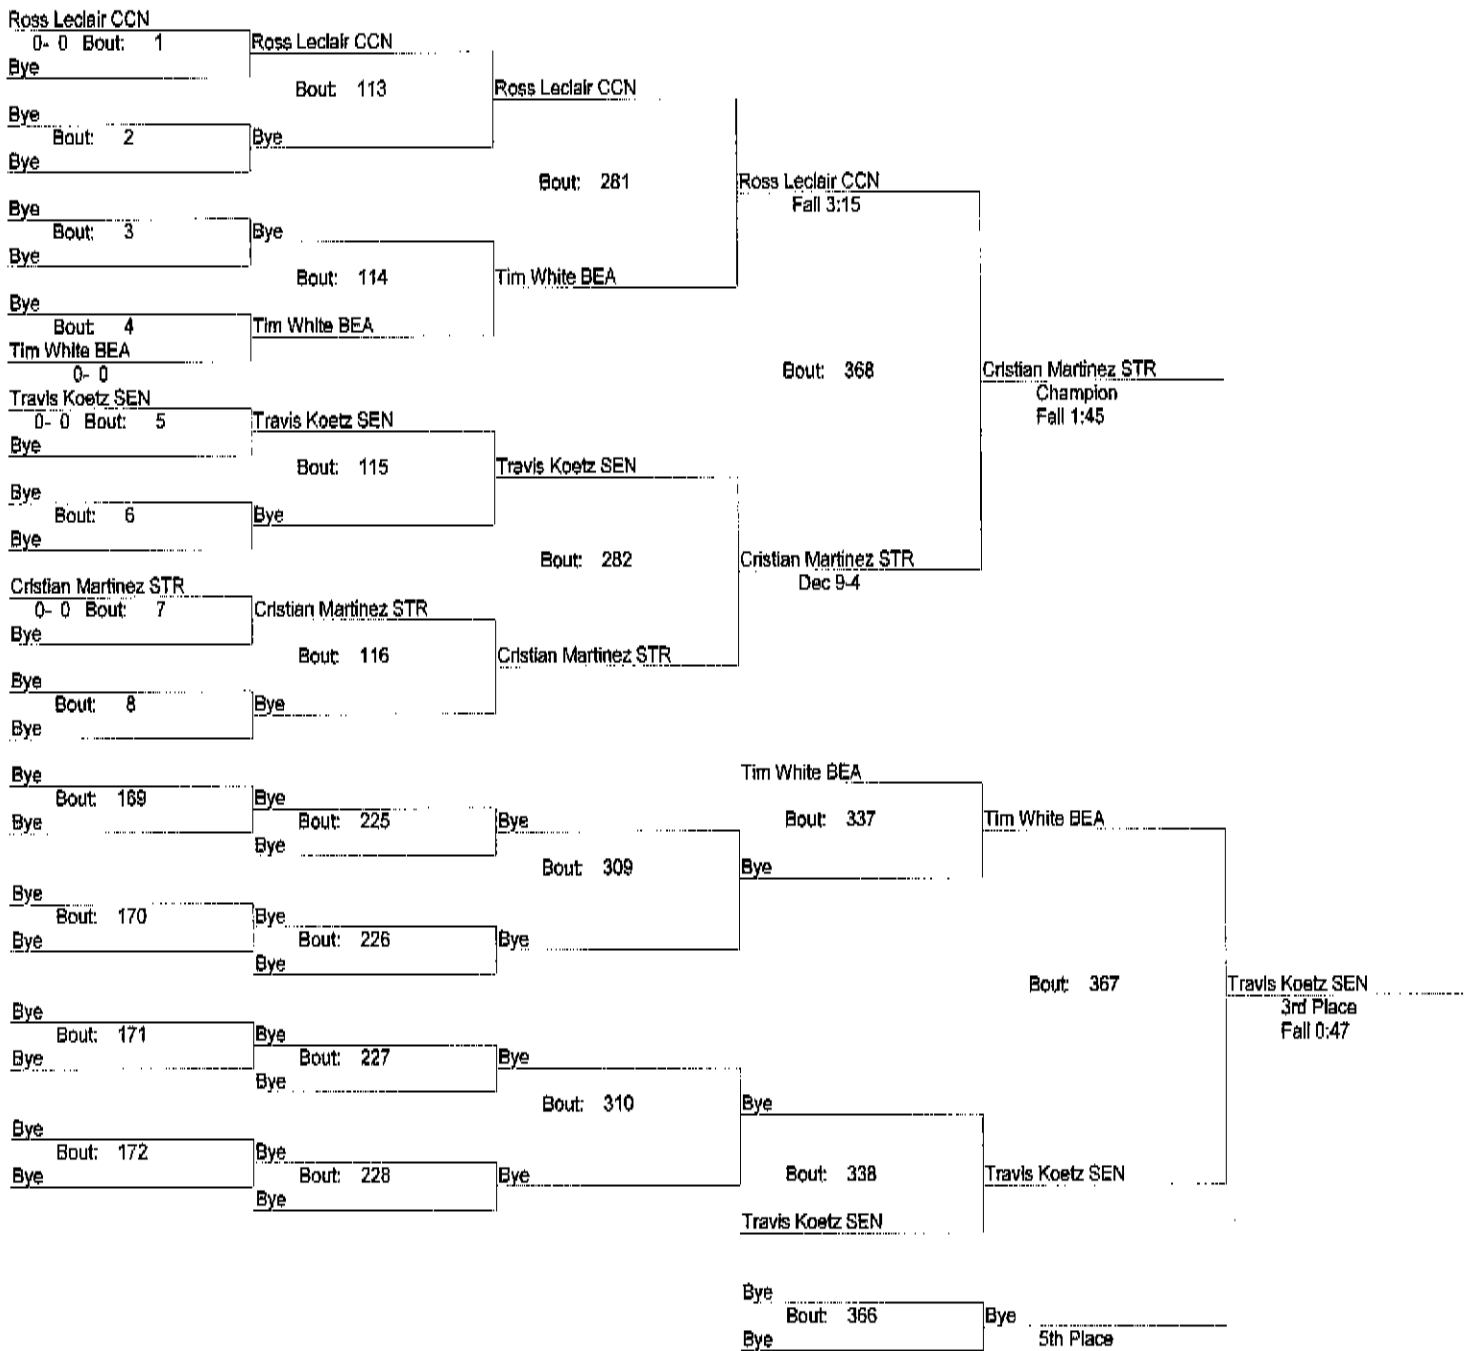 Ross Leclair CCN
0- 0 Bout: 1
Bye
Bye
Bout: 2
Bye
Bye
Bout: 3
Bye
Bye
Bout: 4
Tim White BEA
0- 0
Travis Koetz SEN
0- 0 Bout: 5
Bye
Bye
Bout: 6
Bye
Cristian Martinez STR
0- 0 Bout: 7
Bye
Bye
Bout: 8
Bye
Ross Leclair CCN
Bout: 113
Bye
Bye
Bout: 114
Tim White BEA
Travis Koetz SEN
Bout: 115
Bye
Cristian Martinez STR
Bout: 116
Bye
Ross Leclair CCN
Bout: 281
Tim White BEA
Travis Koetz SEN
Bout: 282
Cristian Martinez STR
Ross Leclair CCN
Fall 3:15
Bout: 368
Cristian Martinez STR
Dec 9-4
Cristian Martinez STR
Champion
Fall 1:45
Bye
Bout: 169
Bye
Bye
Bout: 170
Bye
Bye
Bout: 171
Bye
Bye
Bout: 172
Bye
Bye
Bout: 225
Bye
Bye
Bout: 226
Bye
Bye
Bout: 227
Bye
Bye
Bout: 228
Bye
Bye
Bout: 309
Bye
Bye
Bout: 310
Bye
Tim White BEA
Bout: 337
Bye
Bye
Bout: 338
Travis Koetz SEN
Tim White BEA
Bout: 367
Travis Koetz SEN
Travis Koetz SEN
3rd Place
Fall 0:47
Bye
Bout: 366
Bye
Bye
5th Place